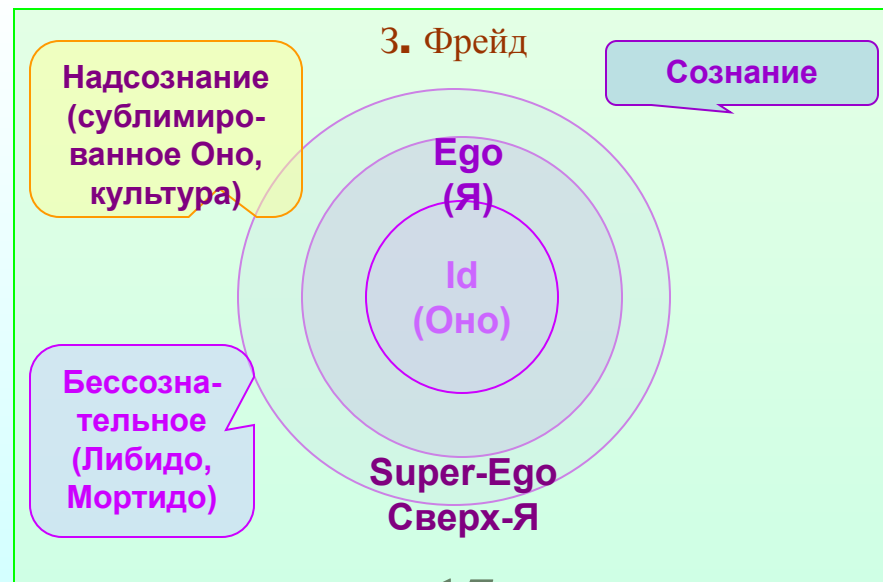 З. Фрейд
Надсознание
(сублимиро-
ванное Оно,
культура)
Сознание
Ego
(Я)
Id
(Оно)
Бессозна-
тельное
(Либидо,
Мортидо)
Super-Ego
Сверх-Я